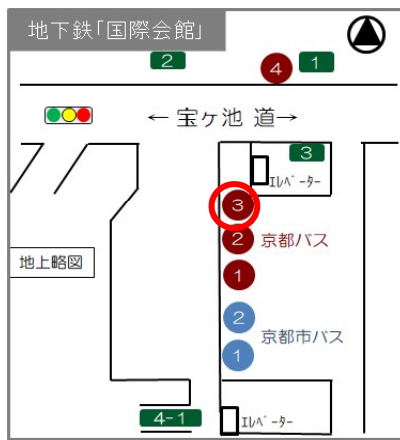 地下鉄「国際会館」
2
4
1
← 宝ヶ池 道→
3
ｴﾚﾍﾞｰﾀｰ
3
2
京都バス
地上略図
1
2
京都市バス
1
4-1
ｴﾚﾍﾞｰﾀｰ